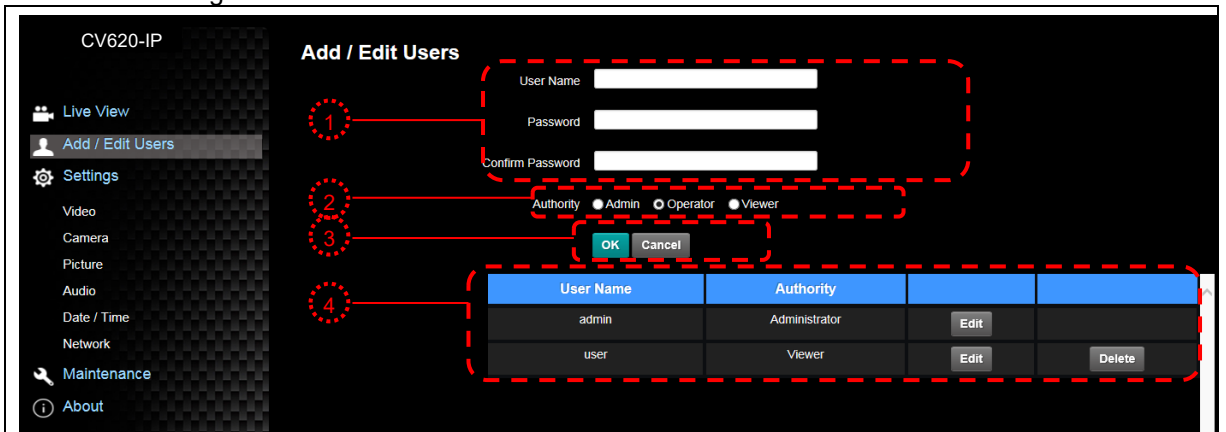 CV620-IP
Live View
Add / Edit Users
Settings
Video
Camera
Picture
Audio
Date / Time
Network
Maintenance
About
Add / Edit Users
User Name
Password
Confirm Password
Authority Admin Operator Viewer
OK Cancel
1
2
3
4
User Name Authority
admin Administrator Edit
user Viewer Edit Delete